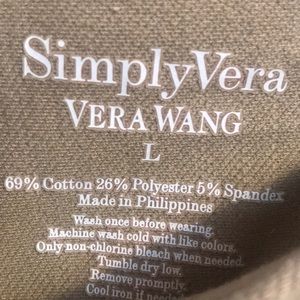 SimplyVera
VERA WANG
L
69% Cotton 26% Polyester 5% Spandex
Made in Philippines
Wash once before wearing.
Machine wash cold with like colors.
Only non-chlorine bleach when needed.
Tumble dry low.
Remove promptly.
Cool iron if needed